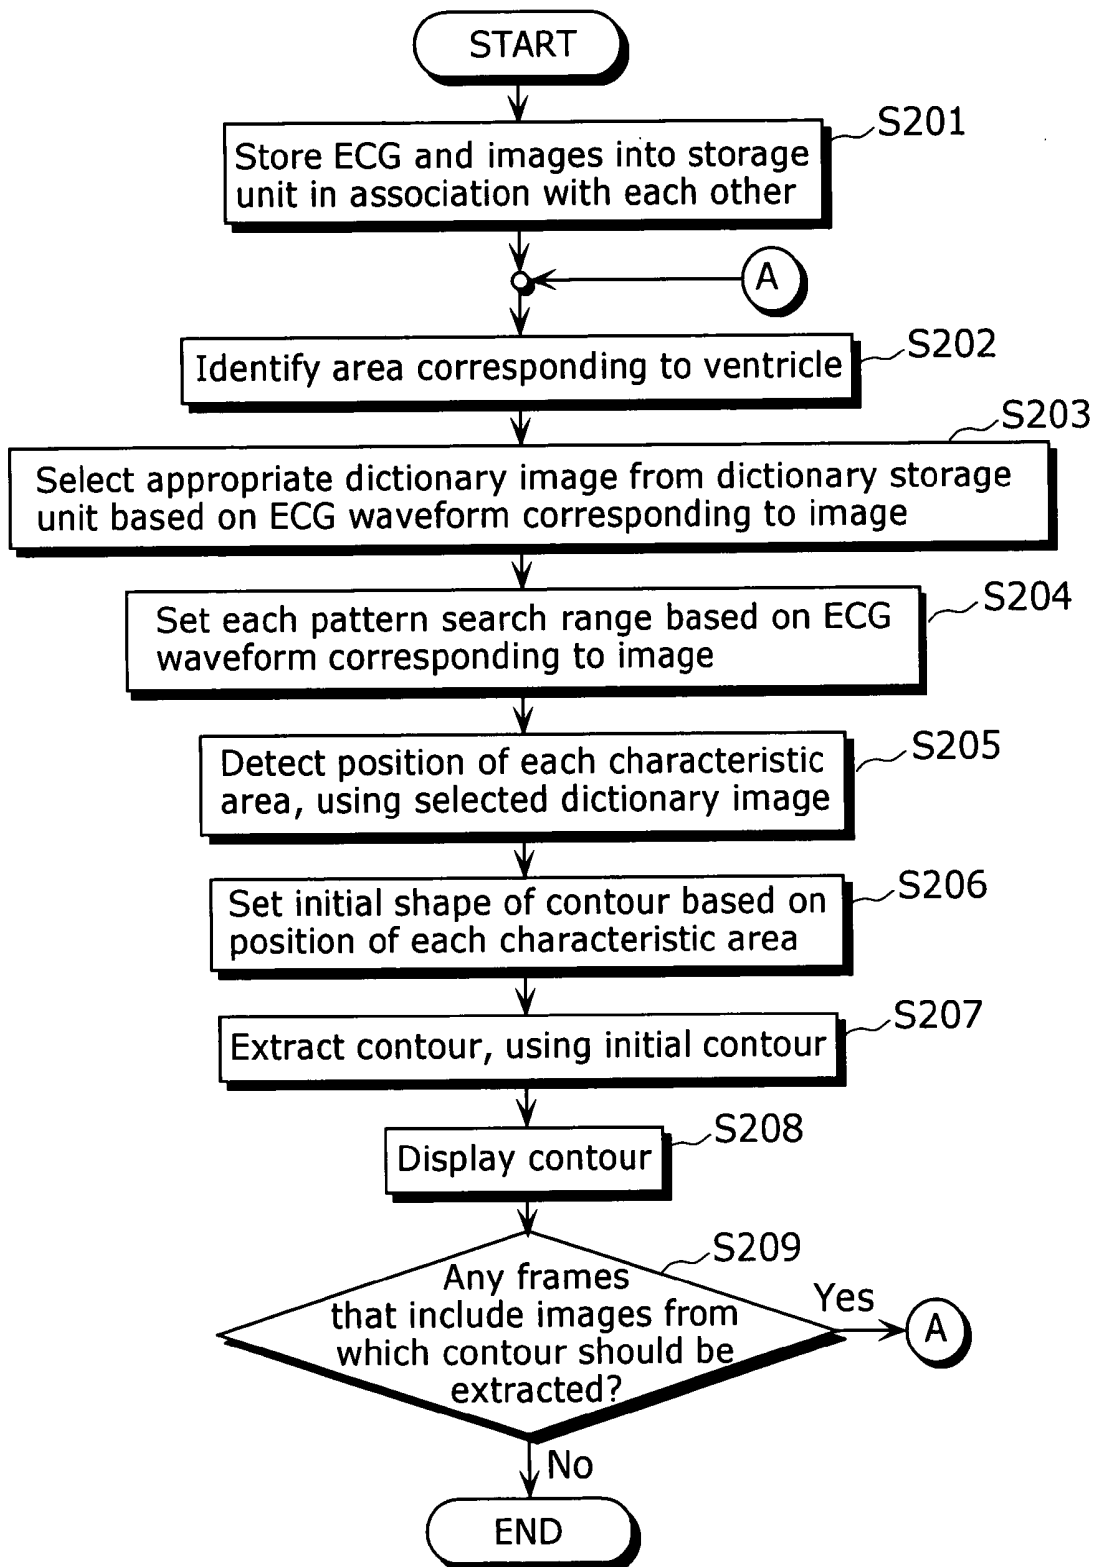 START
S201
Store ECG and images into storage
unit in association with each other
A
S202
Identify area corresponding to ventricle
S203
Select appropriate dictionary image from dictionary storage
unit based on ECG waveform corresponding to image
S204
Set each pattern search range based on ECG
waveform corresponding to image
S205
Detect position of each characteristic
area, using selected dictionary image
S206
Set initial shape of contour based on
position of each characteristic area
S207
Extract contour, using initial contour
S208
Display contour
S209
Any frames
that include images from
which contour should be
extracted?
Yes
A
No
END